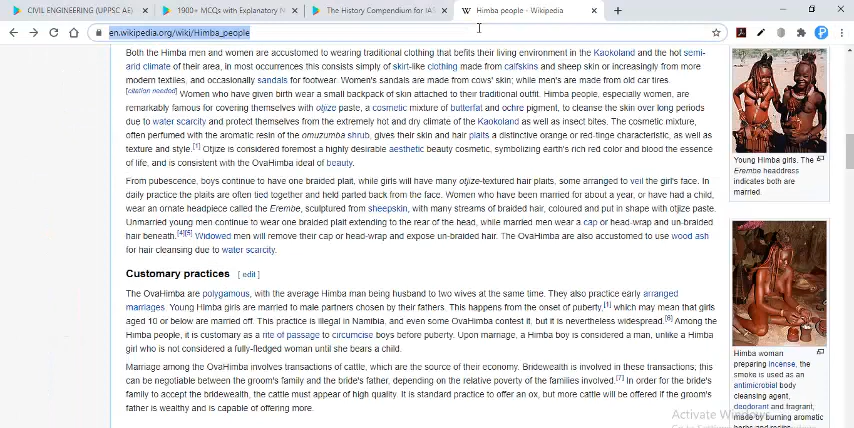 CIVIL ENGINEERING (UPPSC AE)
1900+ MCQs with Explanatory N
The History Compendium for IAS
Himba people - Wikipedia
en.wikipedia.org/wiki/Himba_people
Both the Himba men and women are accustomed to wearing traditional clothing that befits their living environment in the Kaokoland and the hot semi-
arid climate of their area, in most occurrences this consists simply of skirt-like clothing made from calfskins and sheep skin or increasingly from more
modern textiles, and occasionally sandals for footwear. Women's sandals are made from cows' skin; while men's are made from old car tires.
[citation needed] Women who have given birth wear a small backpack of skin attached to their traditional outfit. Himba people, especially women, are
remarkably famous for covering themselves with otjize paste, a cosmetic mixture of butterfat and ochre pigment, to cleanse the skin over long periods
due to water scarcity and protect themselves from the extremely hot and dry climate of the Kaokoland as well as insect bites. The cosmetic mixture,
often perfumed with the aromatic resin of the omuzumba shrub, gives their skin and hair plaits a distinctive orange or red-tinge characteristic, as well as
texture and style.[1] Otjize is considered foremost a highly desirable aesthetic beauty cosmetic, symbolizing earth's rich red color and blood the essence
of life, and is consistent with the OvaHimba ideal of beauty.
Young Himba girls. The
Erembe headdress
indicates both are
married.
From pubescence, boys continue to have one braided plait, while girls will have many otjize-textured hair plaits, some arranged to veil the girl's face. In
daily practice the plaits are often tied together and held parted back from the face. Women who have been married for about a year, or have had a child,
wear an ornate headpiece called the Erembe, sculptured from sheepskin, with many streams of braided hair, coloured and put in shape with otjize paste.
Unmarried young men continue to wear one braided plait extending to the rear of the head, while married men wear a cap or head-wrap and un-braided
hair beneath.[4][5] Widowed men will remove their cap or head-wrap and expose un-braided hair. The OvaHimba are also accustomed to use wood ash
for hair cleansing due to water scarcity.
Customary practices [ edit ]
The OvaHimba are polygamous, with the average Himba man being husband to two wives at the same time. They also practice early arranged
marriages. Young Himba girls are married to male partners chosen by their fathers. This happens from the onset of puberty,[1] which may mean that girls
aged 10 or below are married off. This practice is illegal in Namibia, and even some OvaHimba contest it, but it is nevertheless widespread.[6] Among the
Himba people, it is customary as a rite of passage to circumcise boys before puberty. Upon marriage, a Himba boy is considered a man, unlike a Himba
girl who is not considered a fully-fledged woman until she bears a child.
Marriage among the OvaHimba involves transactions of cattle, which are the source of their economy. Bridewealth is involved in these transactions; this
can be negotiable between the groom's family and the bride's father, depending on the relative poverty of the families involved.[7] In order for the bride's
family to accept the bridewealth, the cattle must appear of high quality. It is standard practice to offer an ox, but more cattle will be offered if the groom's
father is wealthy and is capable of offering more.
Himba woman
preparing incense, the
smoke is used as an
antimicrobial body
cleansing agent,
deodorant and fragrant,
made by burning aromatic
Activate Windows